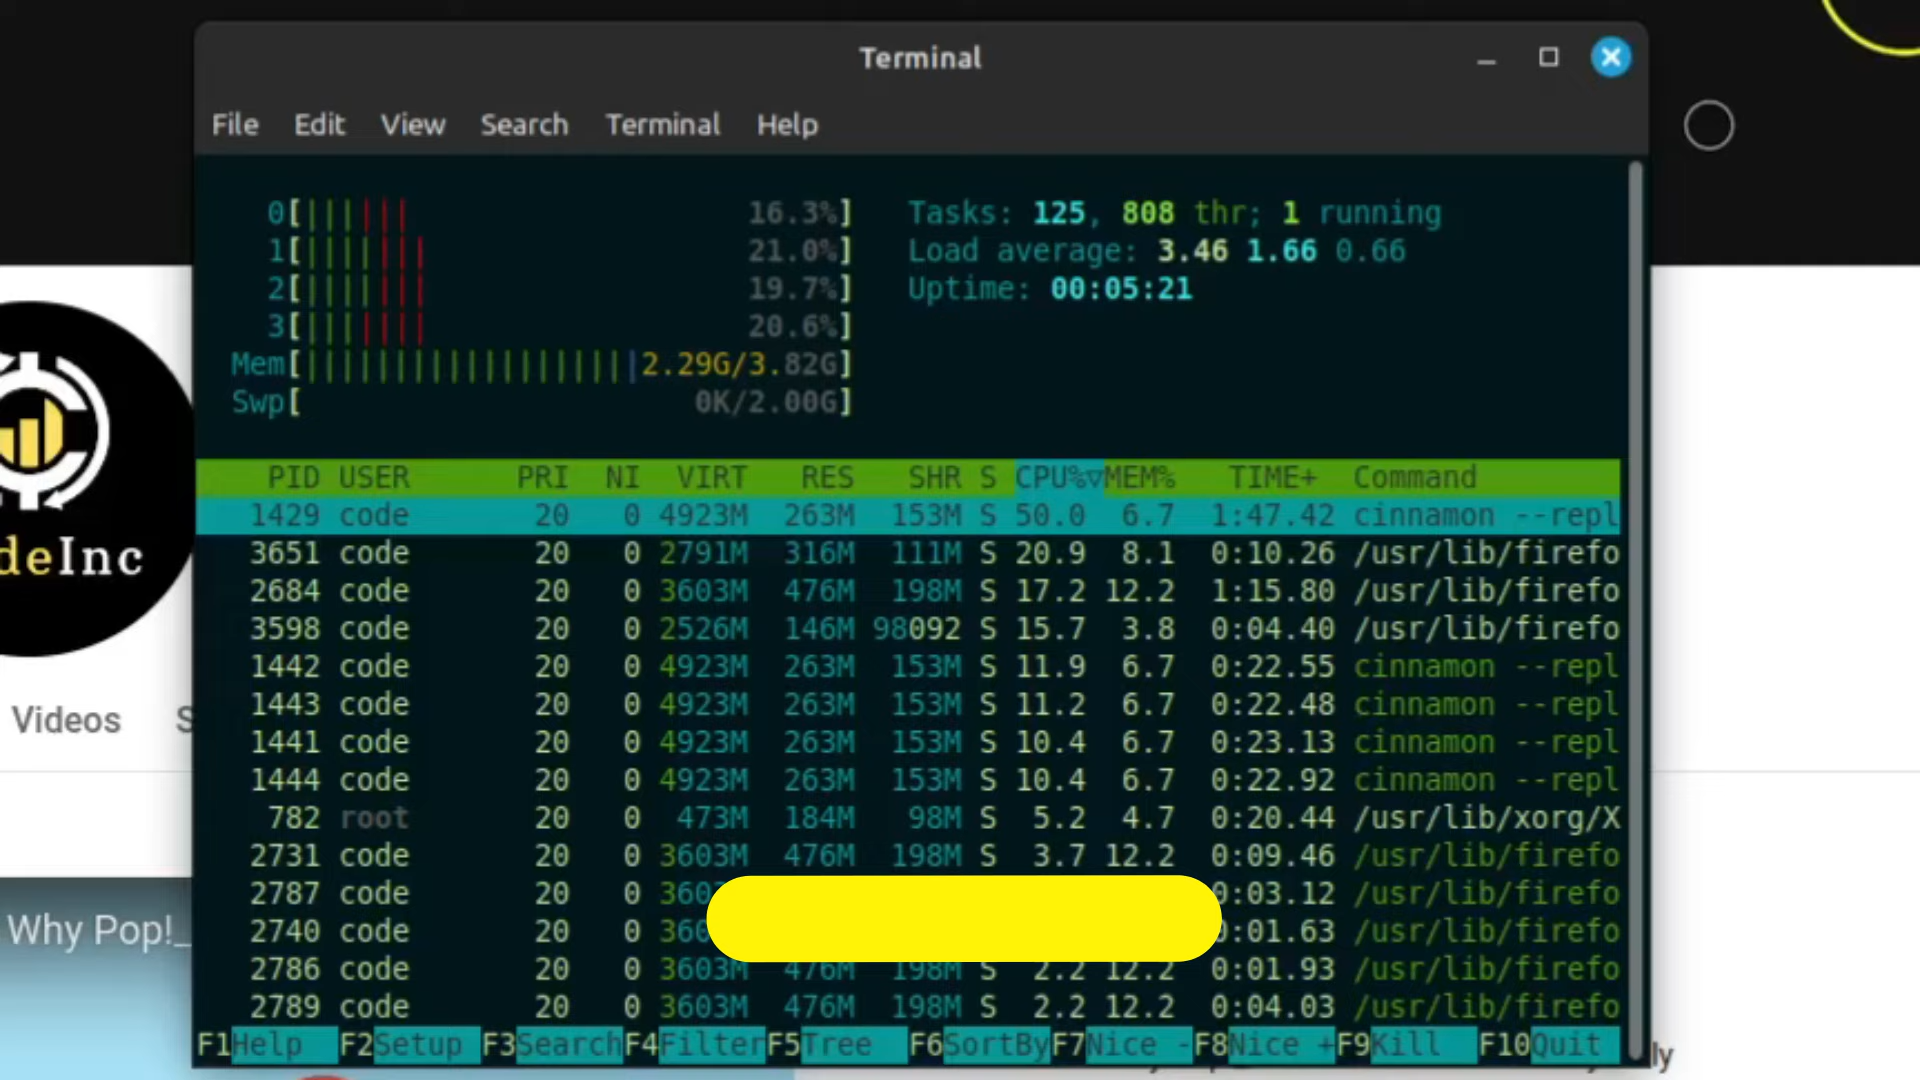 Terminal
File Edit View Search Terminal Help
0[|||||| 16.3%] Tasks: 125, 808 thr; 1 running
1[||||||| 21.0%] Load average: 3.46 1.66 0.66
2[||||||| 19.7%] Uptime: 00:05:21
3[||||||| 20.6%]
Mem[|||||||||||||||||||2.29G/3.82G]
Swp[ 0K/2.00G]
PID USER PRI NI VIRT RES SHR S CPU%▽MEM% TIME+ Command
1429 code 20 0 4923M 263M 153M S 50.0 6.7 1:47.42 cinnamon --repl
3651 code 20 0 2791M 316M 111M S 20.9 8.1 0:10.26 /usr/lib/firefo
2684 code 20 0 3603M 476M 198M S 17.2 12.2 1:15.80 /usr/lib/firefo
3598 code 20 0 2526M 146M 98092 S 15.7 3.8 0:04.40 /usr/lib/firefo
1442 code 20 0 4923M 263M 153M S 11.9 6.7 0:22.55 cinnamon --repl
1443 code 20 0 4923M 263M 153M S 11.2 6.7 0:22.48 cinnamon --repl
1441 code 20 0 4923M 263M 153M S 10.4 6.7 0:23.13 cinnamon --repl
1444 code 20 0 4923M 263M 153M S 10.4 6.7 0:22.92 cinnamon --repl
782 root 20 0 473M 184M 98M S 5.2 4.7 0:20.44 /usr/lib/xorg/X
2731 code 20 0 3603M 476M 198M S 3.7 12.2 0:09.46 /usr/lib/firefo
2787 code 20 0 360 0:03.12 /usr/lib/firefo
2740 code 20 0 360 0:01.63 /usr/lib/firefo
2786 code 20 0 3603M 476M 198M S 2.2 12.2 0:01.93 /usr/lib/firefo
2789 code 20 0 3603M 476M 198M S 2.2 12.2 0:04.03 /usr/lib/firefo
F1Help F2Setup F3SearchF4FilterF5Tree F6SortByF7Nice -F8Nice +F9Kill F10Quit
deInc
Videos S
Why Pop!_
ly